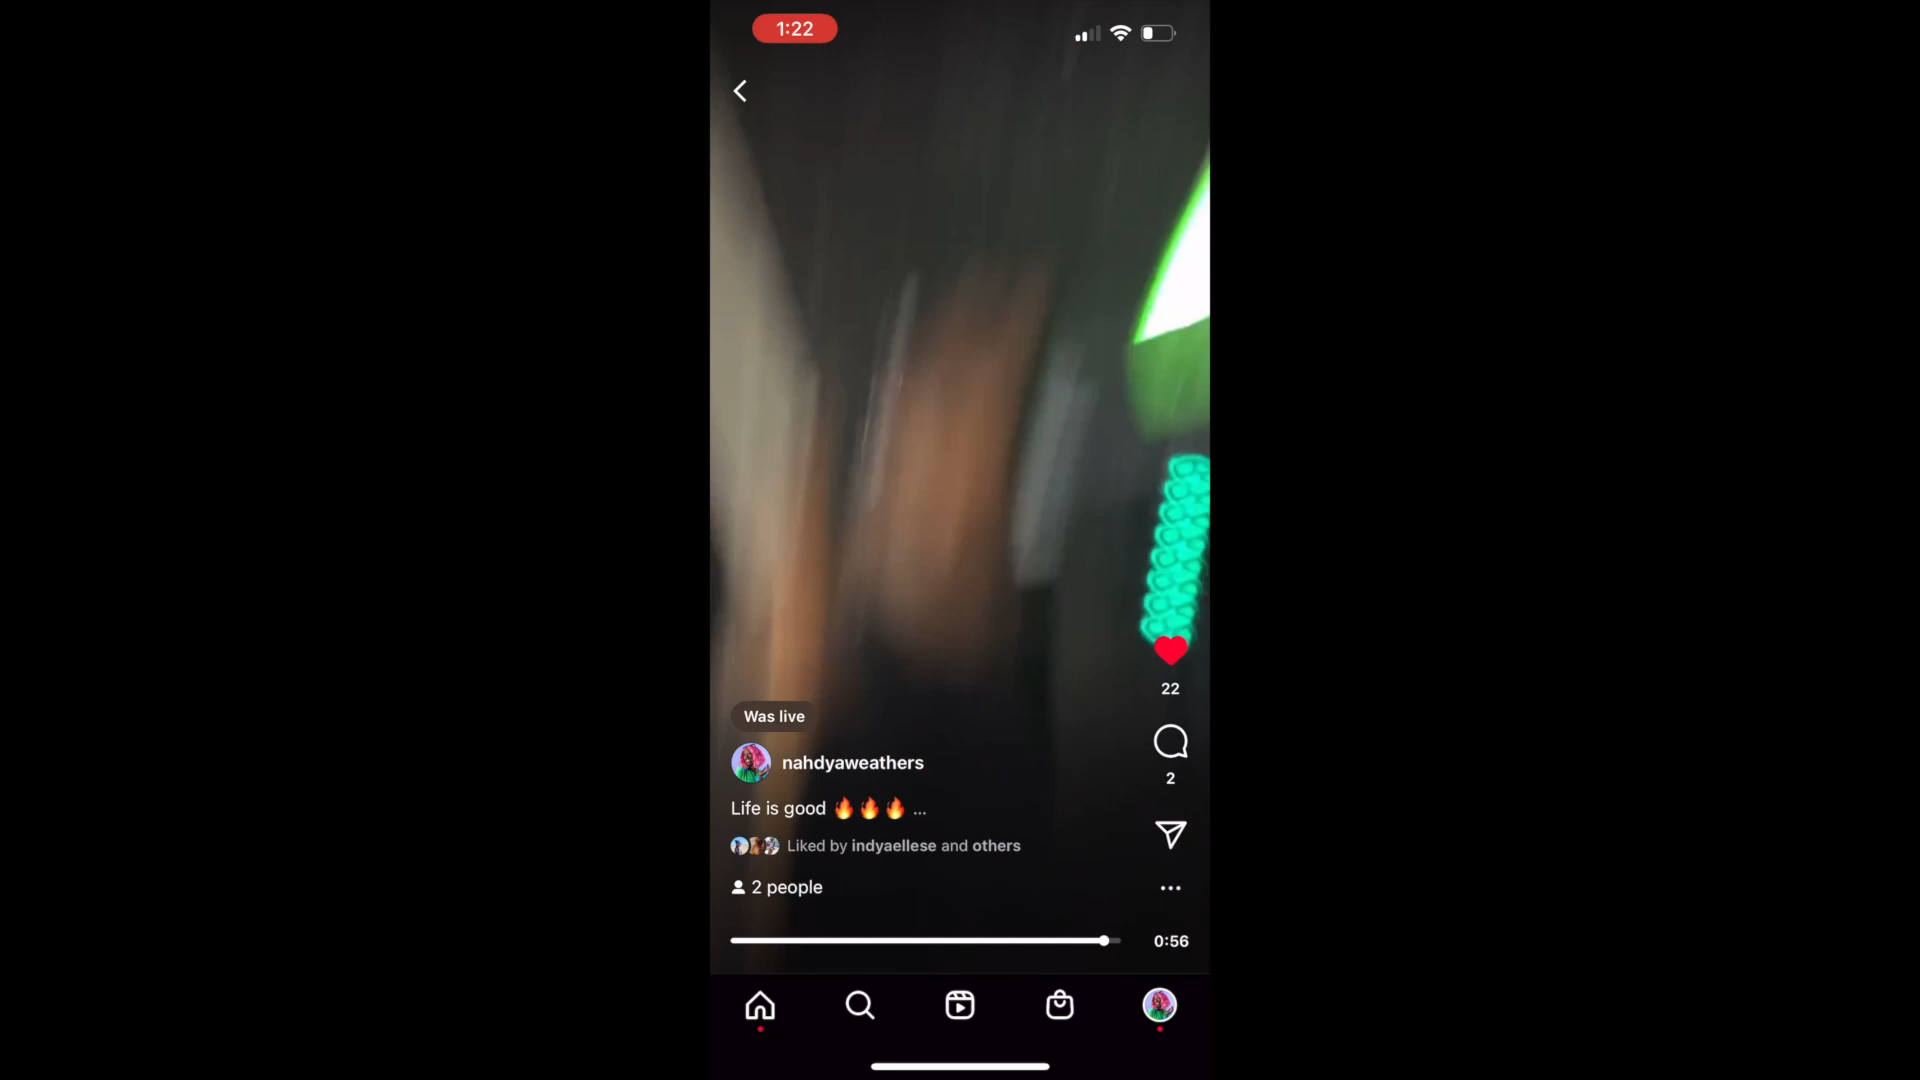 1:22
Was live
nahdyaweathers
Life is good 🔥🔥🔥 ...
Liked by indyaellese and others
2 people
22
2
0:56